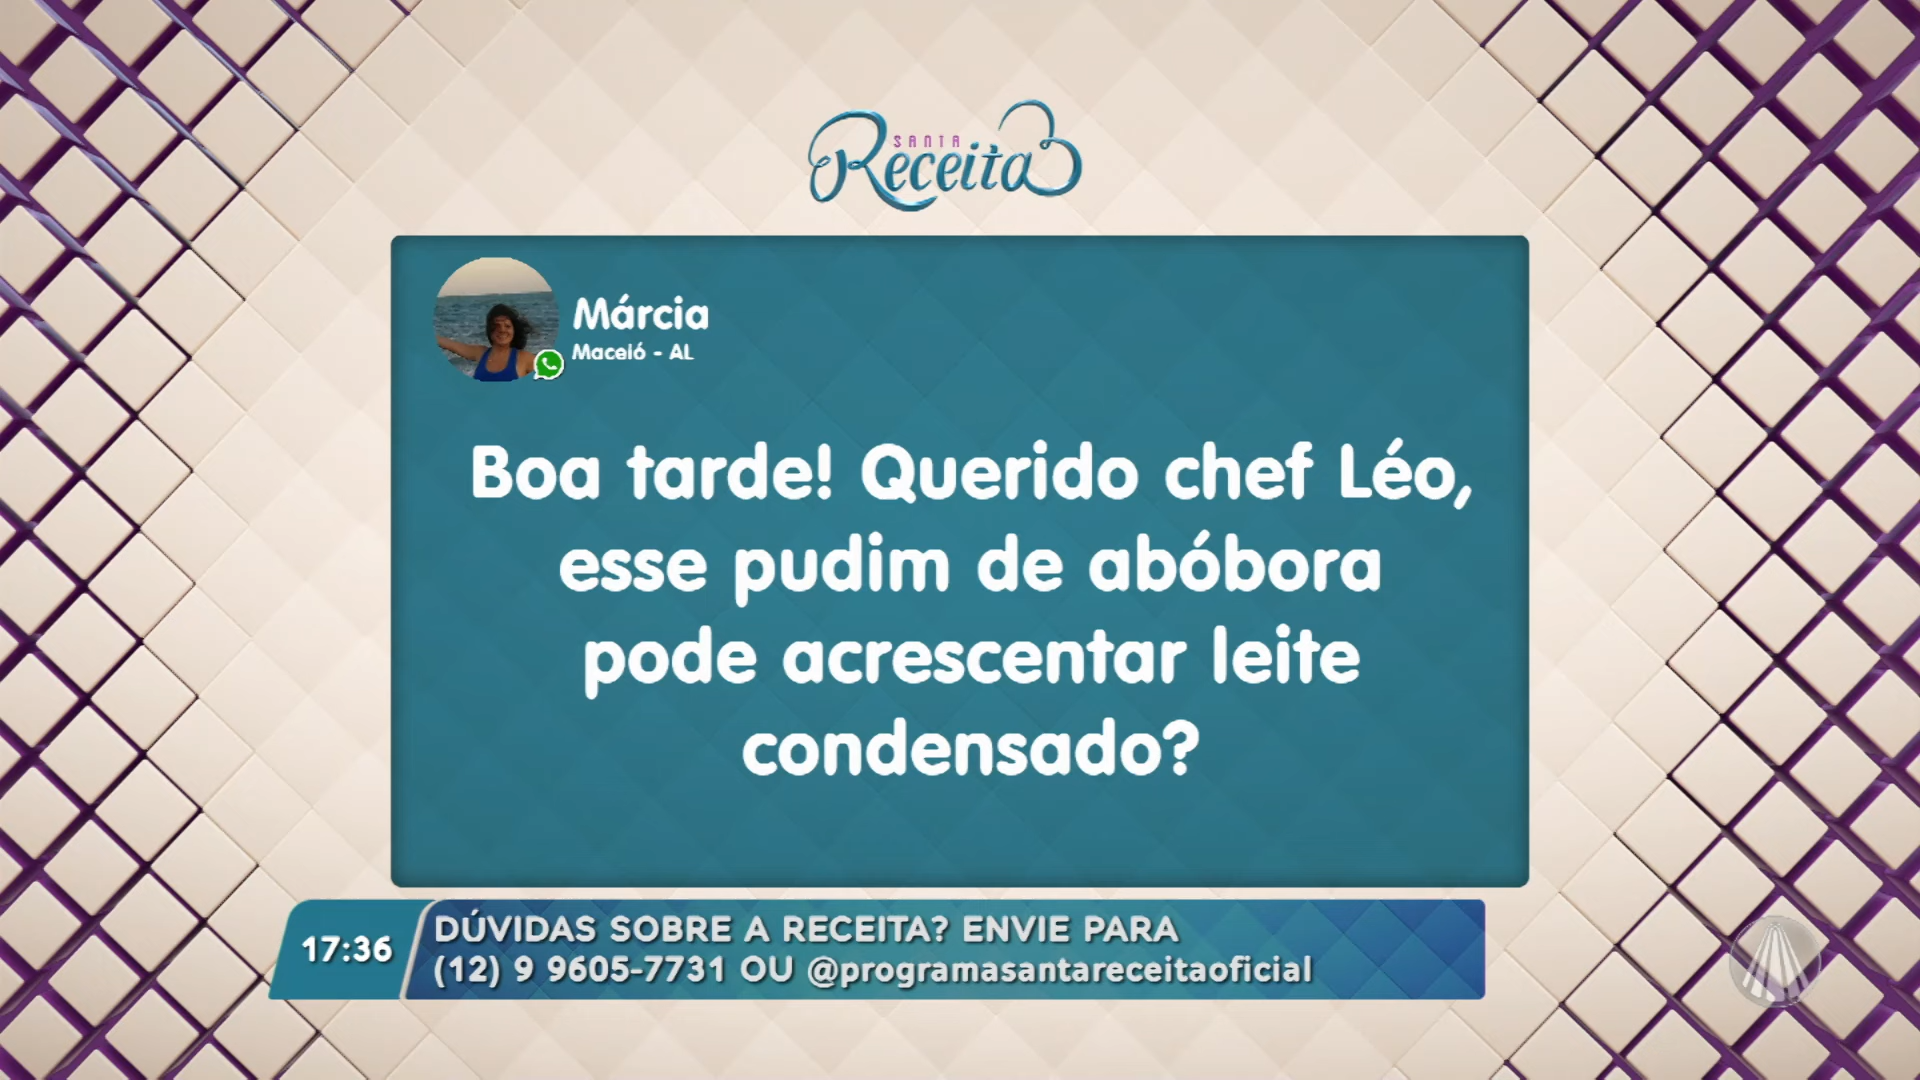 SANTA
Receita
Márcia
Maceió - AL
Boa tarde! Querido chef Léo,
esse pudim de abóbora
pode acrescentar leite
condensado?
17:36
DÚVIDAS SOBRE A RECEITA? ENVIE PARA
(12) 9 9605-7731 OU @programasantareceitaoficial